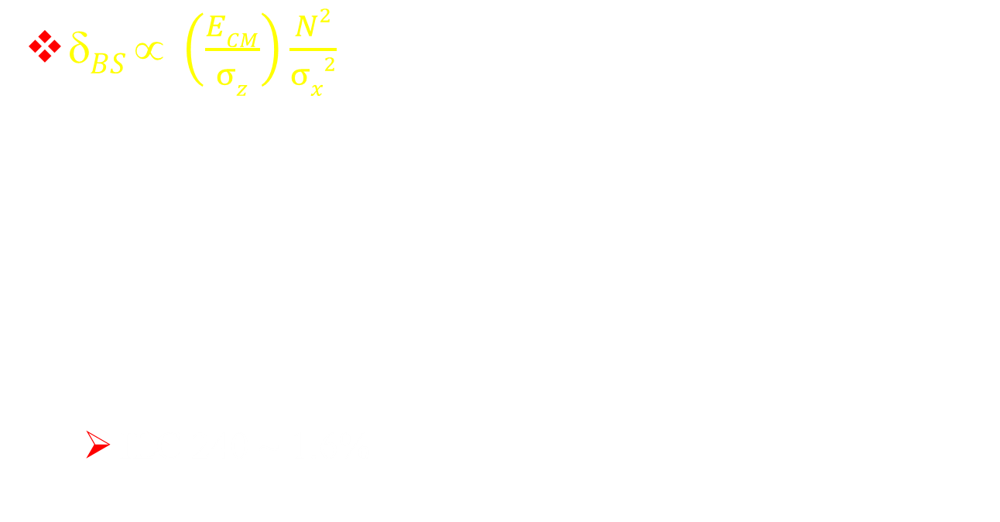 ❖ δ_BS ∝ (E_CM / σ_z) N² / σ_x²
➢